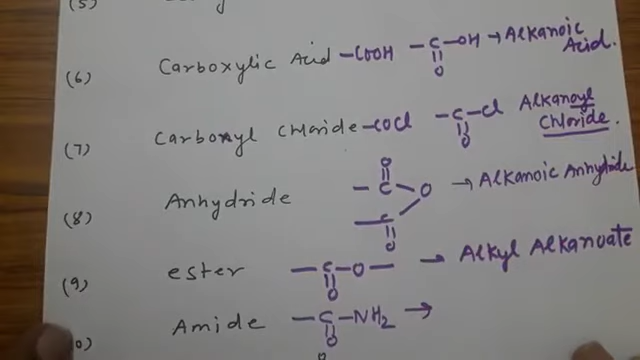 (5)
(6) Carboxylic Acid -COOH -C-OH → Alkanoic Acid.
O
(7) Carboxyl Chloride -COCl -C-Cl Alkanoyl Chloride.
O
O
(8) Anhydride -C-O → Alkanoic Anhydride
-C
O
(9) ester -C-O- → Alkyl Alkanoate
O
Amide -C-NH2 →
O